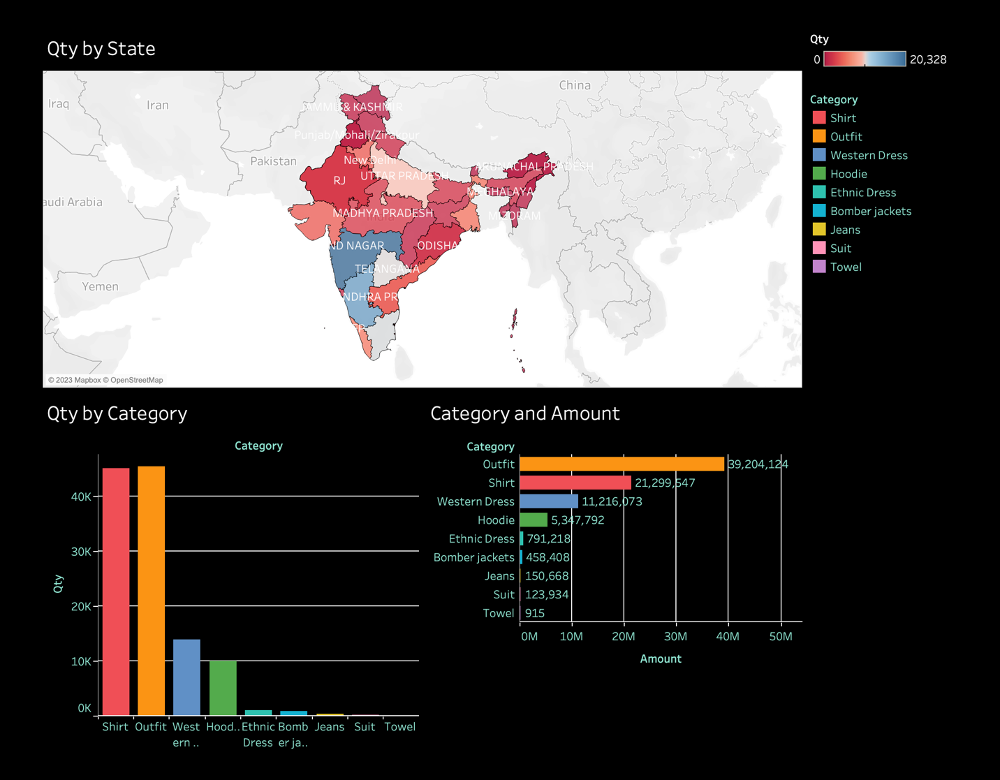 Qty by State
Qty
0 20,328
China
Iraq
Iran
JAMMU & KASHMIR
Punjab/Mohali/Zirakpur
Pakistan
New Delhi
ARUNACHAL PRADESH
UTTAR PRADESH
RJ
MEGHALAYA
audi Arabia
MADHYA PRADESH
India
MIZORAM
ND NAGAR
ODISHA
TELANGANA
Yemen
NDHRA PR
© 2023 Mapbox © OpenStreetMap
Category
Shirt
Outfit
Western Dress
Hoodie
Ethnic Dress
Bomber jackets
Jeans
Suit
Towel
Qty by Category
Category
Qty
40K
30K
20K
10K
0K
Shirt Outfit West Hood.. Ethnic Bomb Jeans Suit Towel
ern .. Dress er ja..
Category and Amount
Category
Outfit 39,204,124
Shirt 21,299,547
Western Dress 11,216,073
Hoodie 5,347,792
Ethnic Dress 791,218
Bomber jackets 458,408
Jeans 150,668
Suit 123,934
Towel 915
0M 10M 20M 30M 40M 50M
Amount